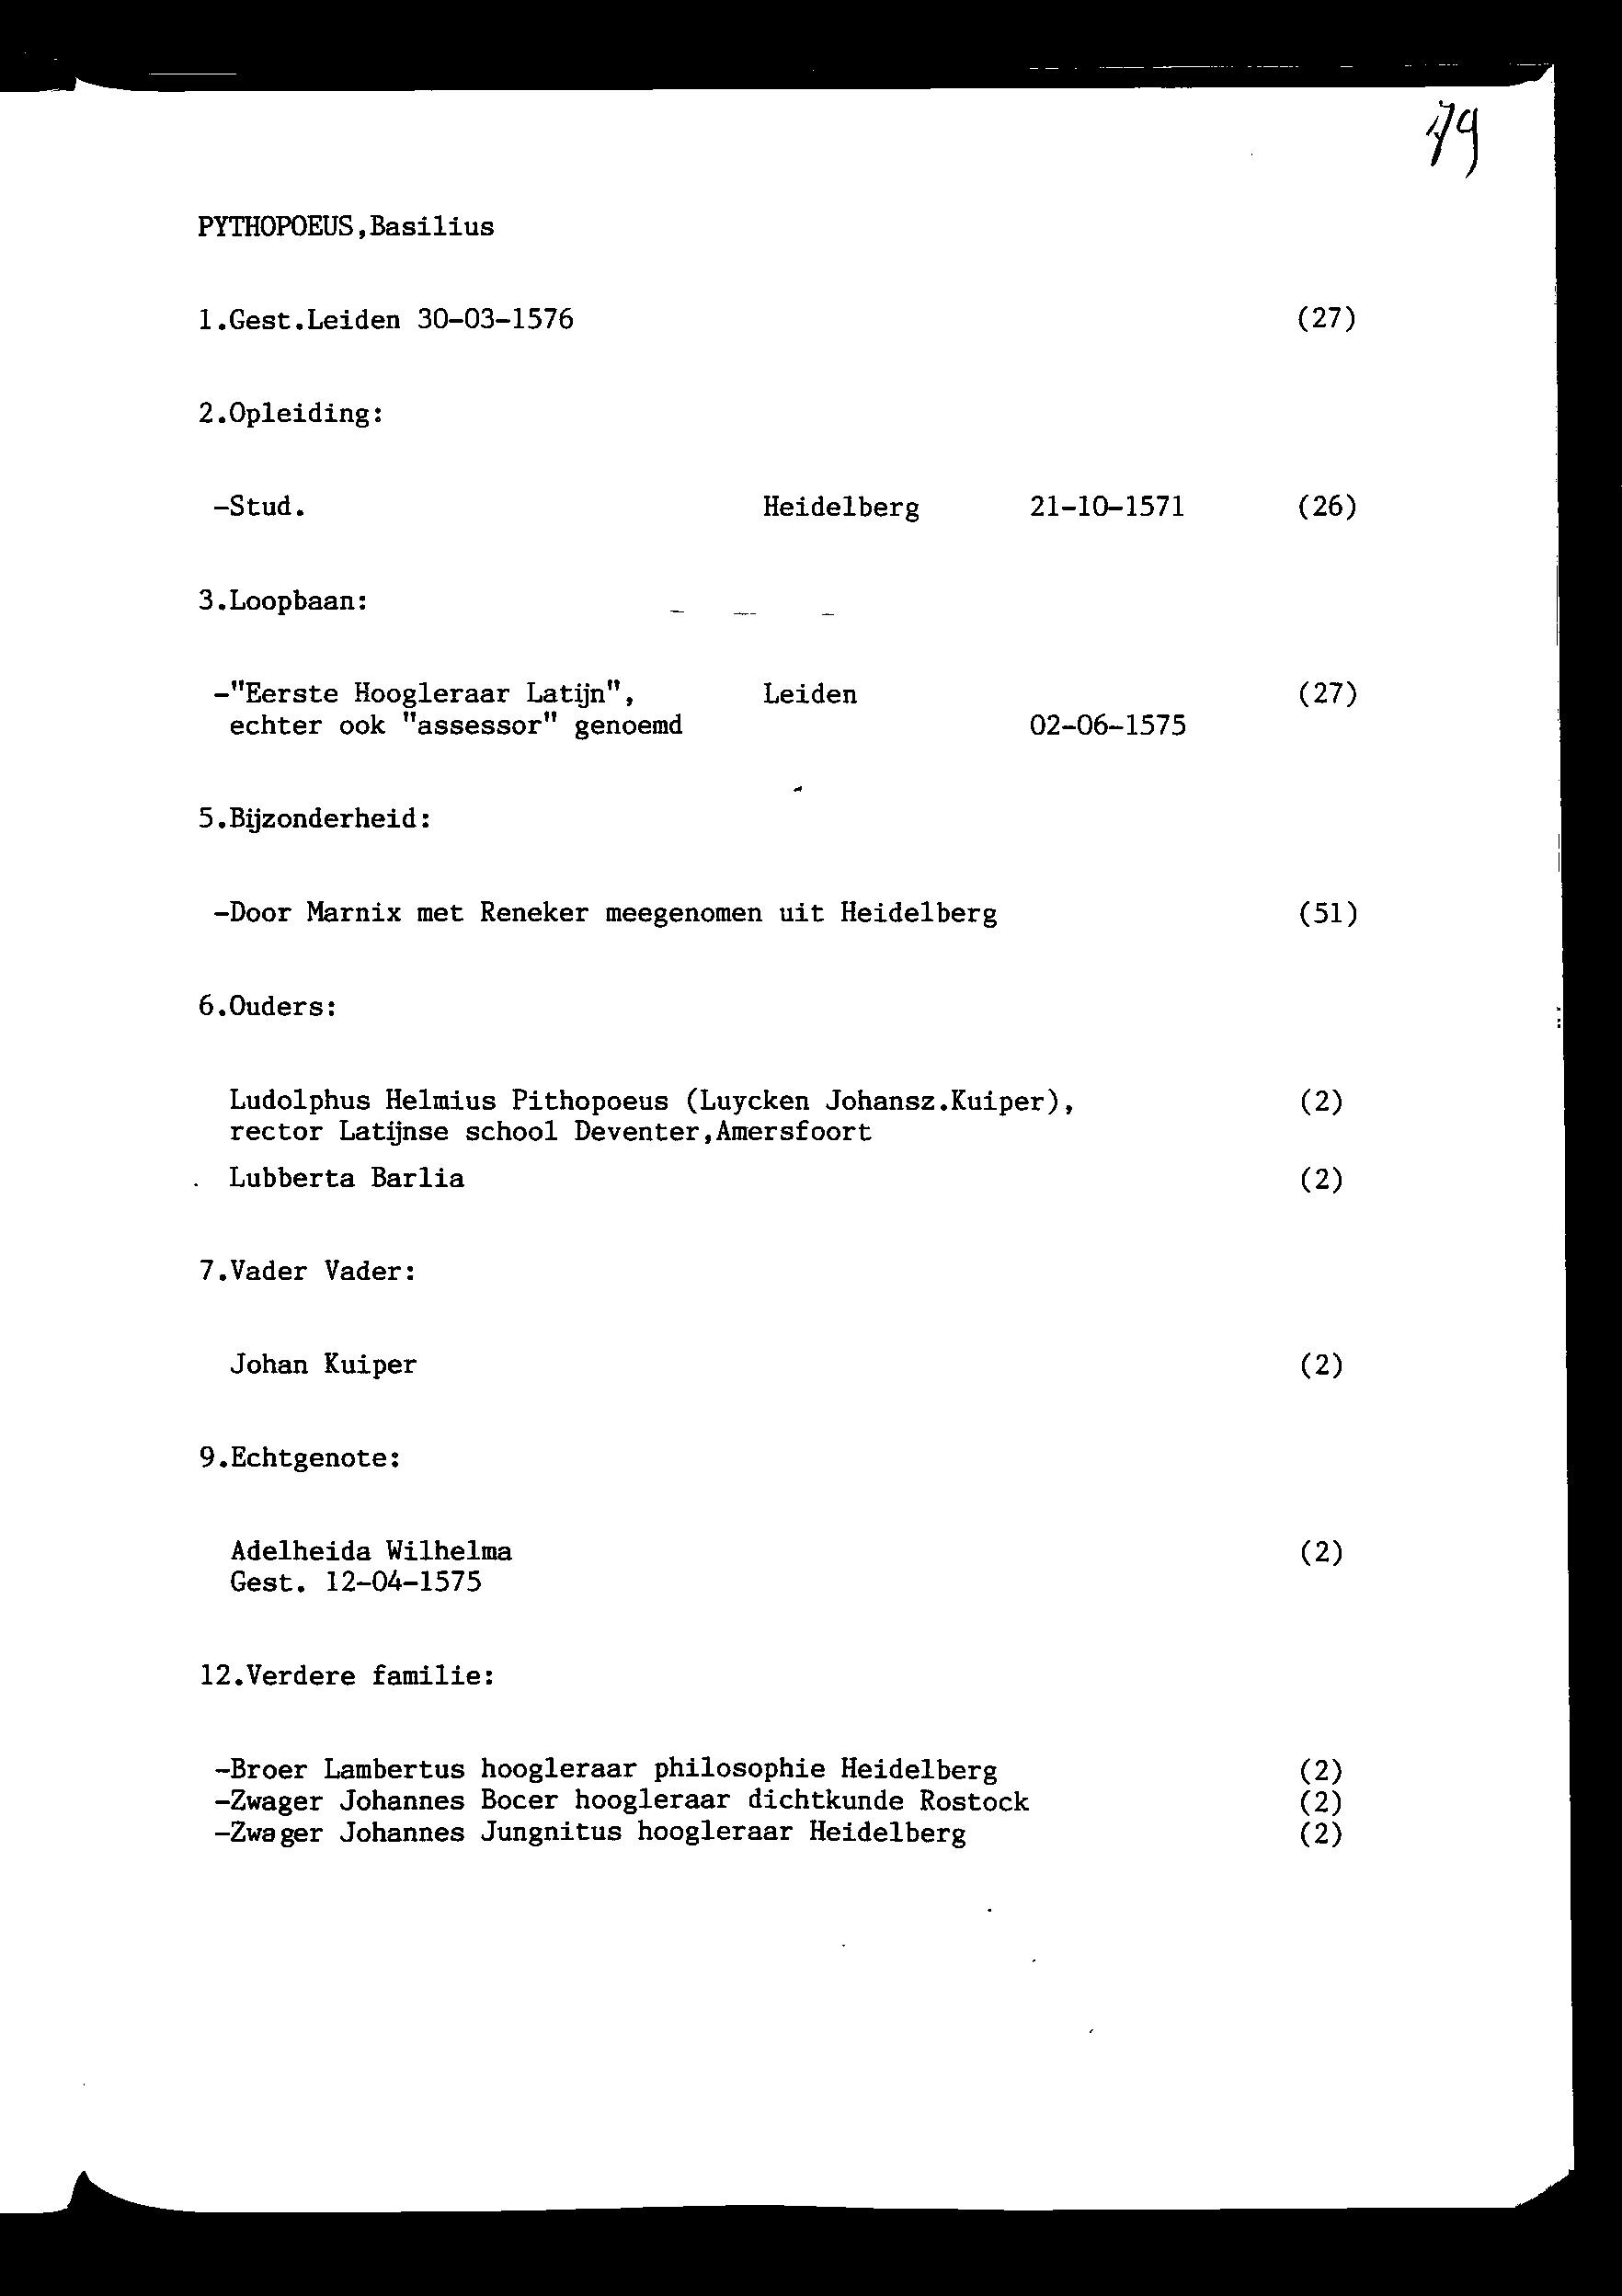 179
PYTHOPOEUS,Basilius
1.Gest.Leiden 30-03-1576 (27)
2.Opleiding:
-Stud. Heidelberg 21-10-1571 (26)
3.Loopbaan:
-"Eerste Hoogleraar Latijn", Leiden (27)
echter ook "assessor" genoemd 02-06-1575
5.Bijzonderheid:
-Door Marnix met Reneker meegenomen uit Heidelberg (51)
6.Ouders:
Ludolphus Helmius Pithopoeus (Luycken Johansz.Kuiper), (2)
rector Latijnse school Deventer,Amersfoort
Lubberta Barlia (2)
7.Vader Vader:
Johan Kuiper (2)
9.Echtgenote:
Adelheida Wilhelma (2)
Gest. 12-04-1575
12.Verdere familie:
-Broer Lambertus hoogleraar philosophie Heidelberg (2)
-Zwager Johannes Bocer hoogleraar dichtkunde Rostock (2)
-Zwager Johannes Jungnitus hoogleraar Heidelberg (2)